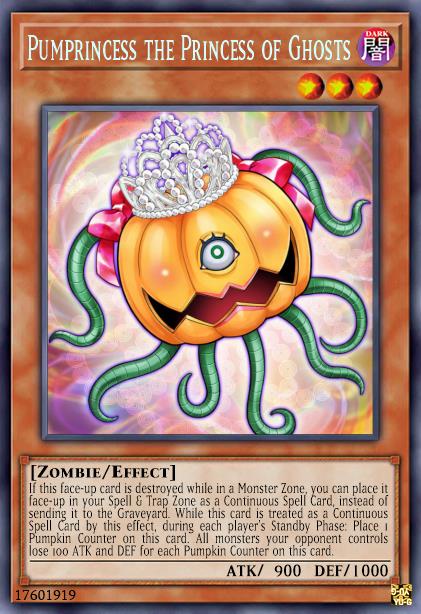 Pumprincess the Princess of Ghosts
DARK
闇
[Zombie/Effect]
If this face-up card is destroyed while in a Monster Zone, you can place it
face-up in your Spell & Trap Zone as a Continuous Spell Card, instead of
sending it to the Graveyard. While this card is treated as a Continuous
Spell Card by this effect, during each player's Standby Phase: Place 1
Pumpkin Counter on this card. All monsters your opponent controls
lose 100 ATK and DEF for each Pumpkin Counter on this card.
ATK/ 900 DEF/1000
17601919